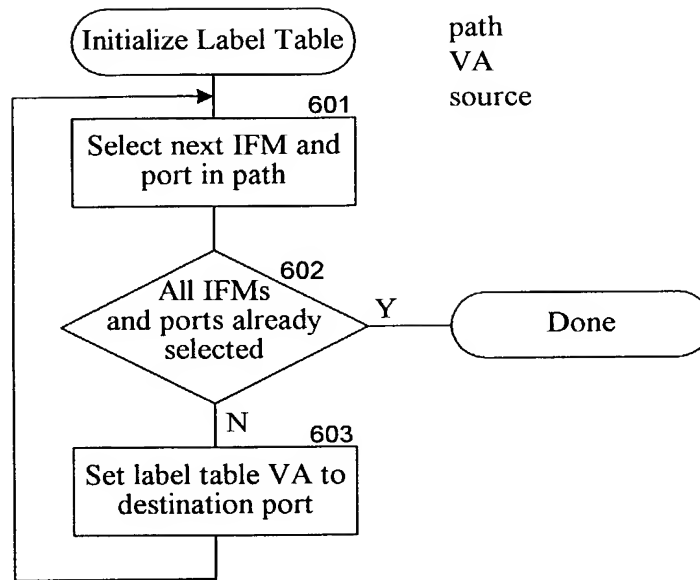 Initialize Label Table
path
VA
source
601
Select next IFM and
port in path
602
All IFMs
and ports already
selected
Y
Done
N
603
Set label table VA to
destination port